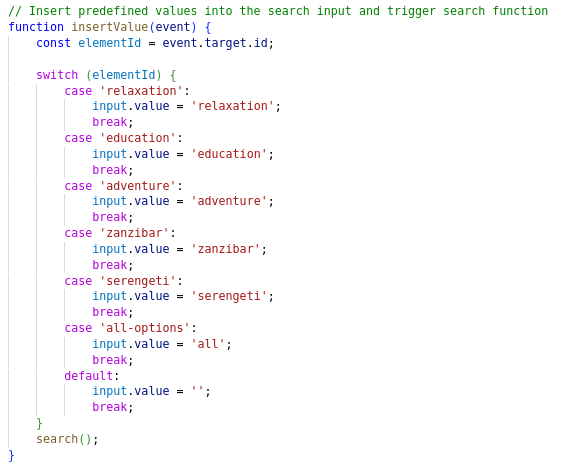 // Insert predefined values into the search input and trigger search function
function insertValue(event) {
    const elementId = event.target.id;

    switch (elementId) {
        case 'relaxation':
            input.value = 'relaxation';
            break;
        case 'education':
            input.value = 'education';
            break;
        case 'adventure':
            input.value = 'adventure';
            break;
        case 'zanzibar':
            input.value = 'zanzibar';
            break;
        case 'serengeti':
            input.value = 'serengeti';
            break;
        case 'all-options':
            input.value = 'all';
            break;
        default:
            input.value = '';
            break;
    }
    search();
}